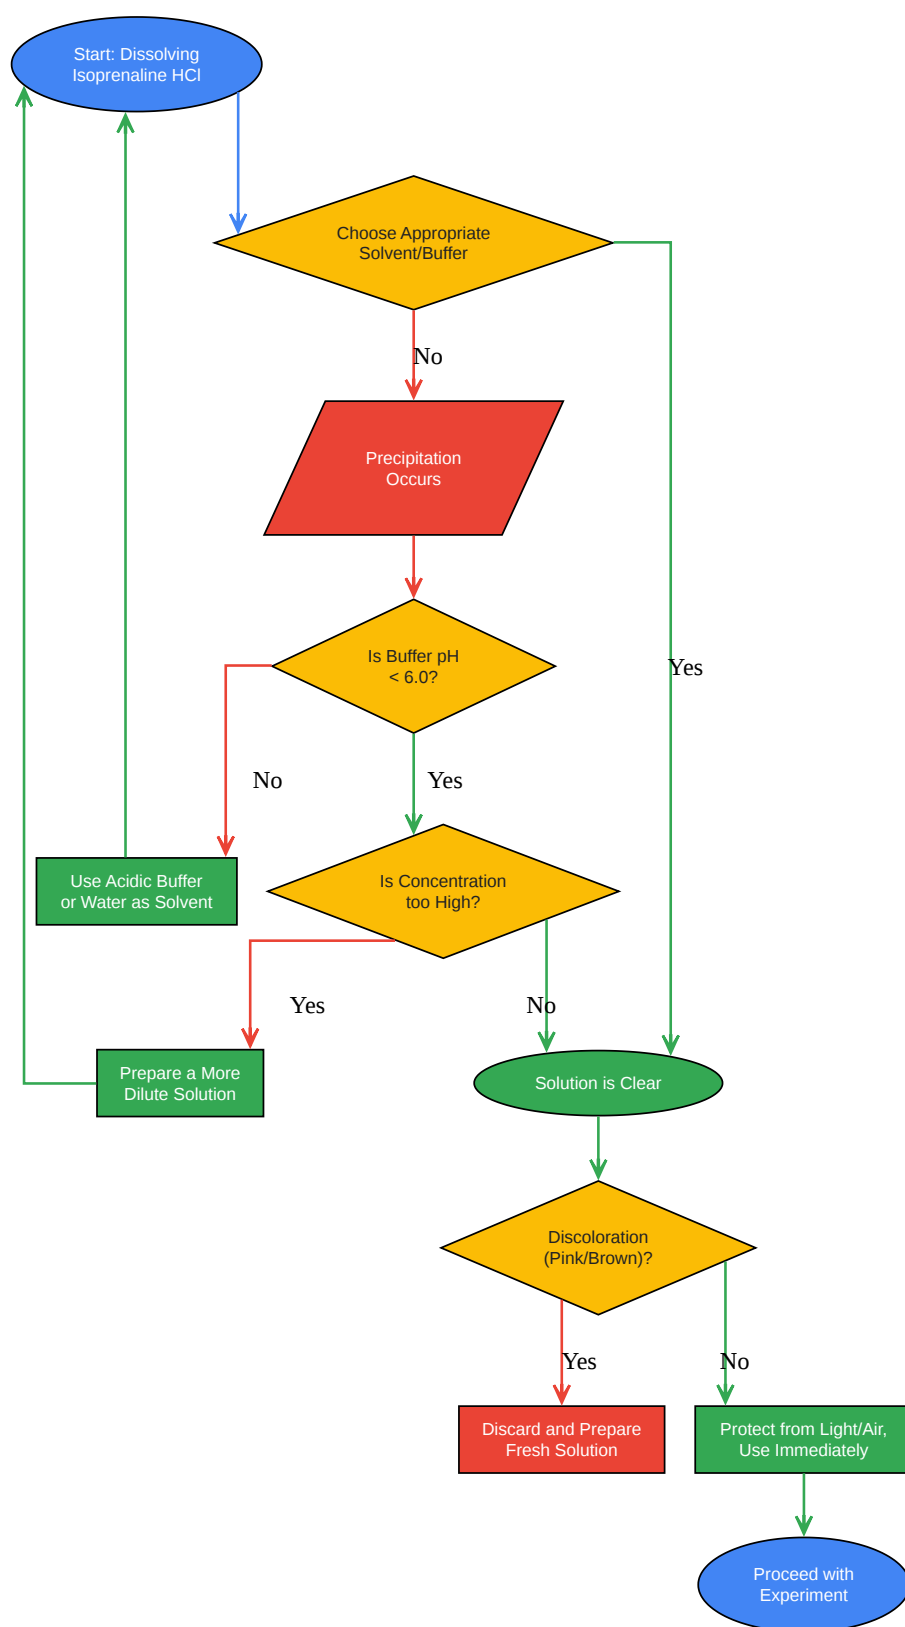 Start: Dissolving
Isoprenaline HCl
Choose Appropriate
Solvent/Buffer
No
Precipitation
Occurs
Is Buffer pH
< 6.0?
Yes
No
Yes
Use Acidic Buffer
or Water as Solvent
Is Concentration
too High?
Yes
No
Prepare a More
Dilute Solution
Solution is Clear
Discoloration
(Pink/Brown)?
Yes
No
Discard and Prepare
Fresh Solution
Protect from Light/Air,
Use Immediately
Proceed with
Experiment